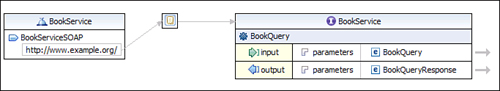 BookService
BookServiceSOAP
http://www.example.org/
BookService
BookQuery
input parameters BookQuery
output parameters BookQueryResponse